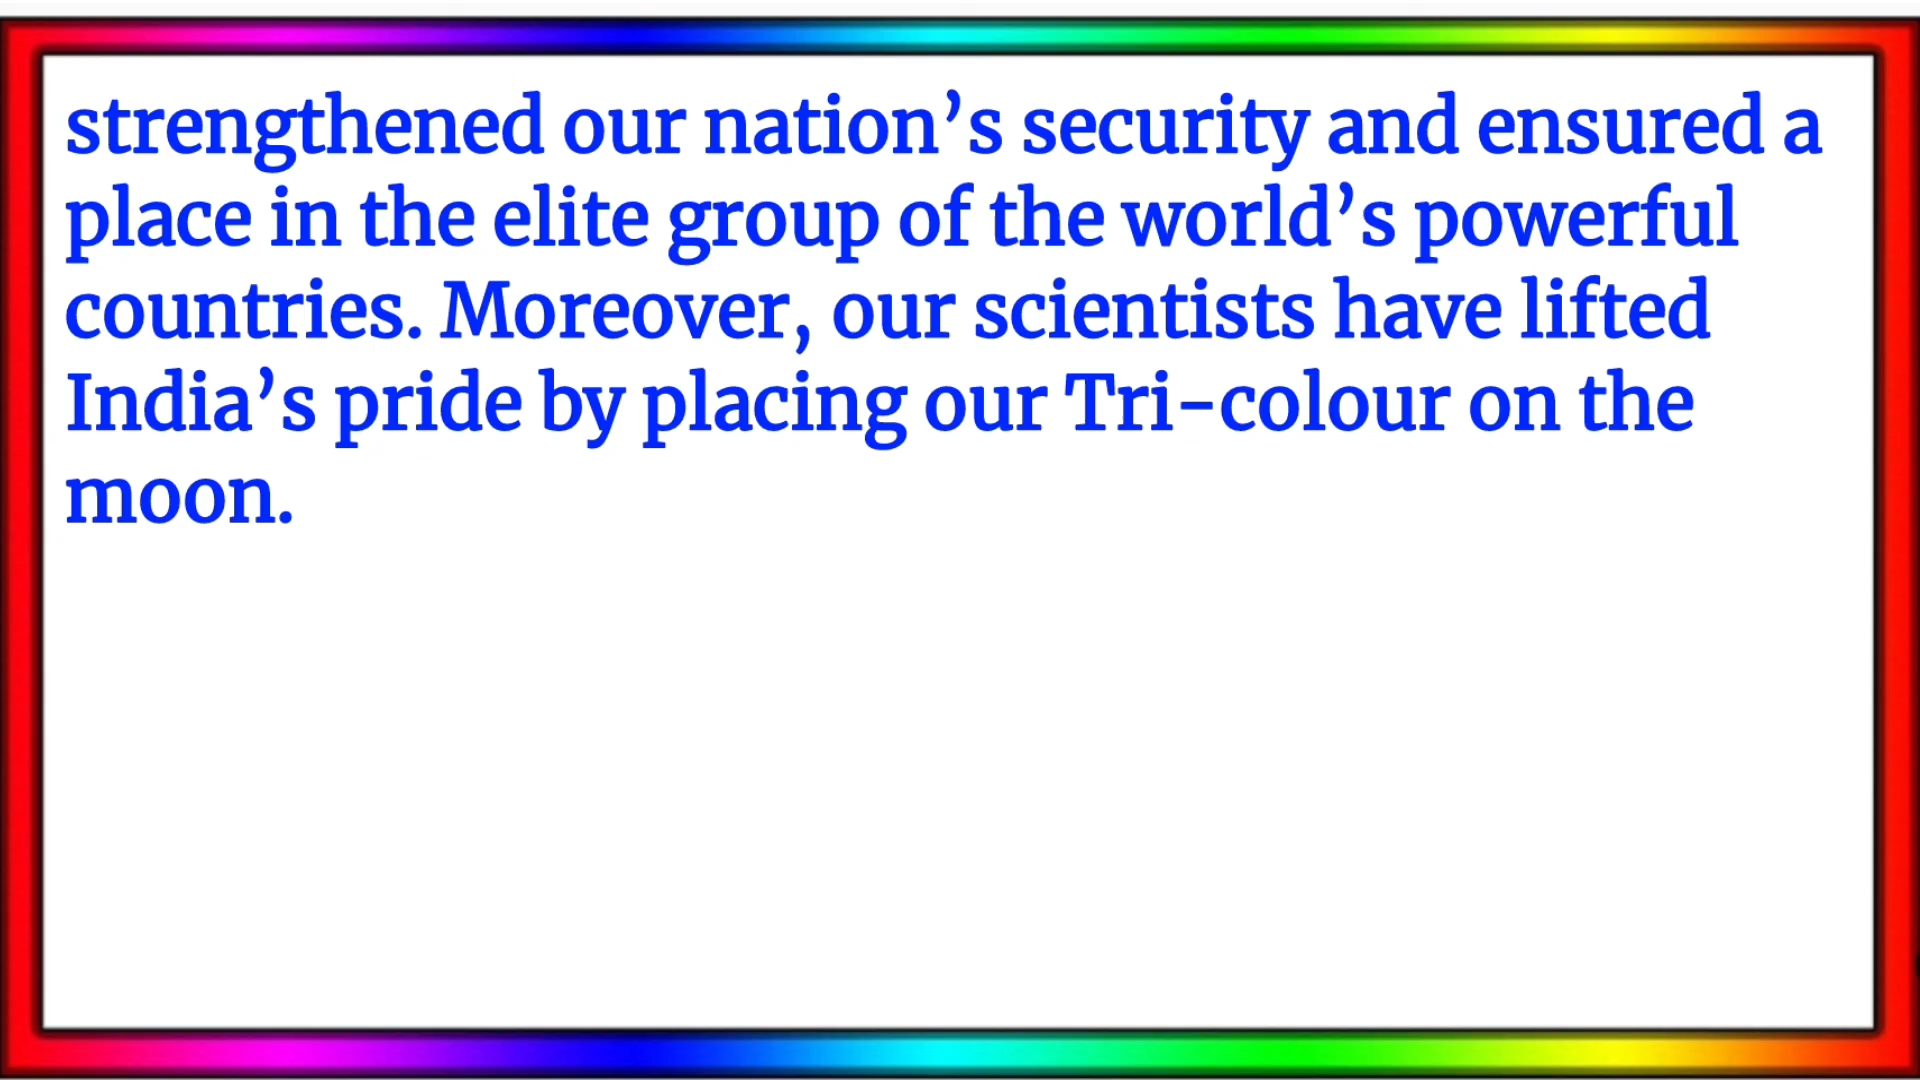 strengthened our nation’s security and ensured a
place in the elite group of the world’s powerful
countries. Moreover, our scientists have lifted
India’s pride by placing our Tri-colour on the
moon.